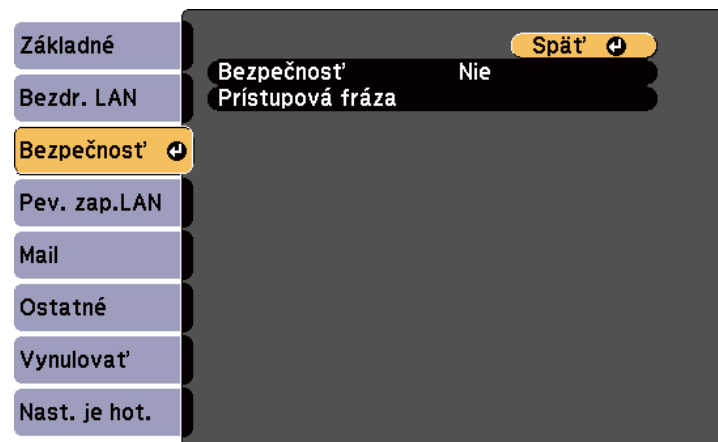 Základné
Bezdr. LAN
Bezpečnosť
Pev. zap.LAN
Mail
Ostatné
Vynulovať
Nast. je hot.
Späť
Bezpečnosť Nie
Prístupová fráza